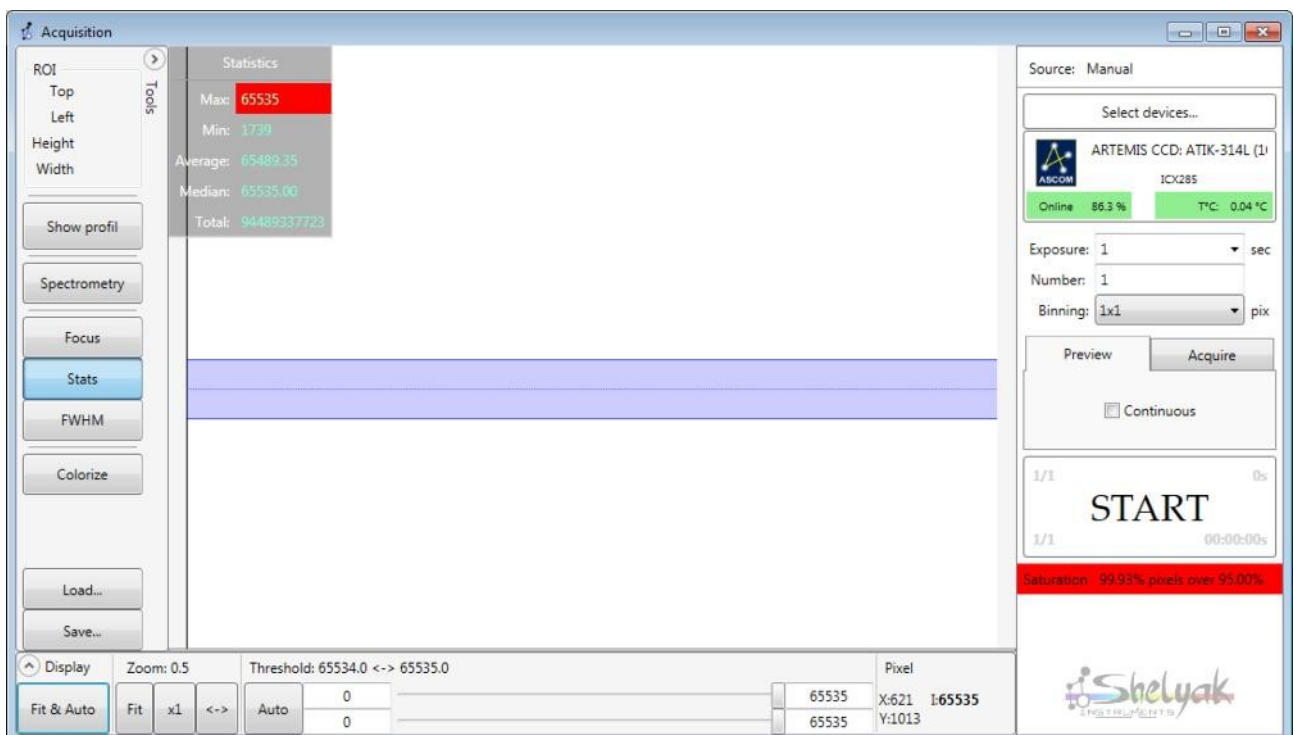 Acquisition
ROI
Top
Left
Height
Width
Tools
Show profil
Spectrometry
Focus
Stats
FWHM
Colorize
Load...
Save...
Statistics
Max: 65535
Min: 1739
Average: 65489.35
Median: 65535.00
Total: 94489337723
Source: Manual
Select devices...
ASCOM
ARTEMIS CCD: ATIK-314L (1(
ICX285
Online 86.3 % T°C: 0.04 °C
Exposure: 1 sec
Number: 1
Binning: 1x1 pix
Preview Acquire
Continuous
1/1 0s
START
1/1 00:00:00s
Saturation 99.93% pixels over 95.00%
Display Zoom: 0.5 Threshold: 65534.0 <-> 65535.0 Pixel
Fit & Auto Fit x1 <-> Auto
0 65535
0 65535
X:621 I:65535
Y:1013
Shelyak
INSTRUMENTS